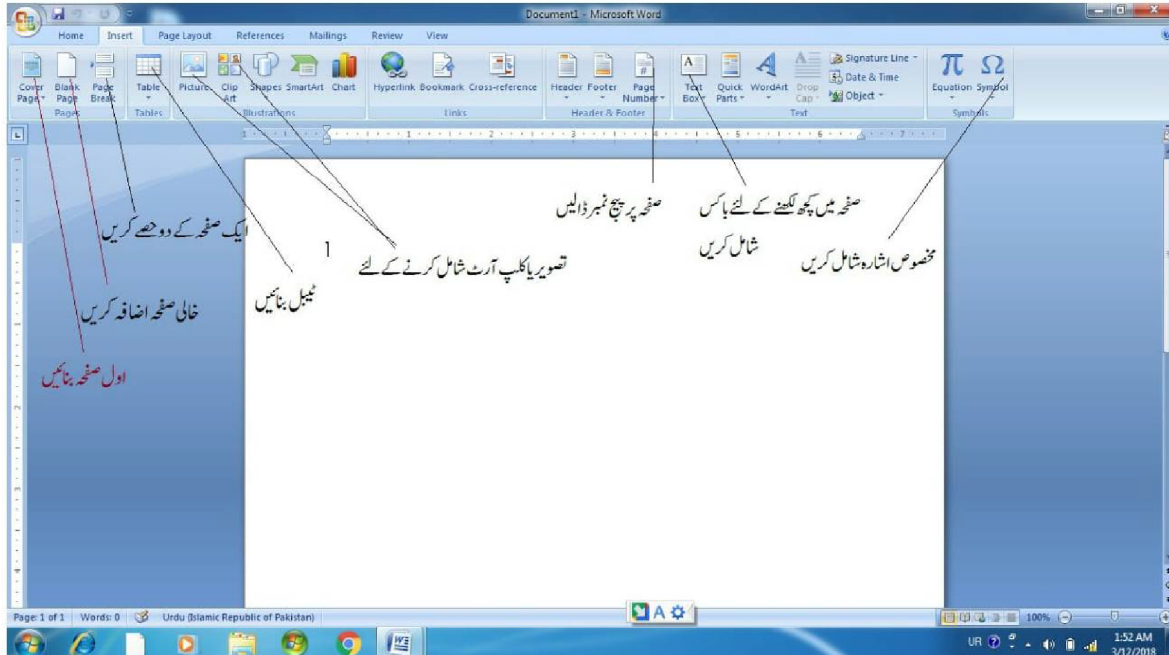 Document1 - Microsoft Word
Home Insert Page Layout References Mailings Review View
Cover Page Blank Page Page Break Table Picture Clip Art Shapes SmartArt Chart Hyperlink Bookmark Cross-reference Header Footer Page Number Text Box Quick Parts WordArt Drop Cap Signature Line Date & Time Object Equation Symbol
Pages Tables Illustrations Links Header & Footer Text Symbols
صفحہ میں کچھ لکھنے کے لئے باکس
شامل کریں
مخصوص اشارہ شامل کریں
صفحہ پر پیج نمبر ڈالیں
تصویر یا کلپ آرٹ شامل کرنے کے لئے
1
ٹیبل بنائیں
ایک صفحہ کے دو حصے کریں
خالی صفحہ اضافہ کریں
اول صفحہ بنائیں
Page: 1 of 1 Words: 0 Urdu (Islamic Republic of Pakistan) 100%
UR 1:52 AM
3/12/2018